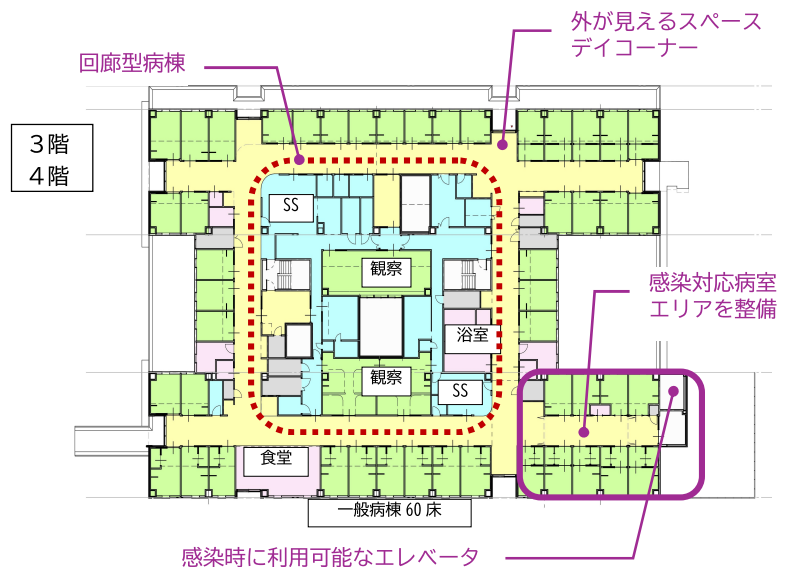 外が見えるスペース
デイコーナー
回廊型病棟
３階
４階
SS
観察
感染対応病室
エリアを整備
浴室
観察
SS
食堂
一般病棟 60 床
感染時に利用可能なエレベータ